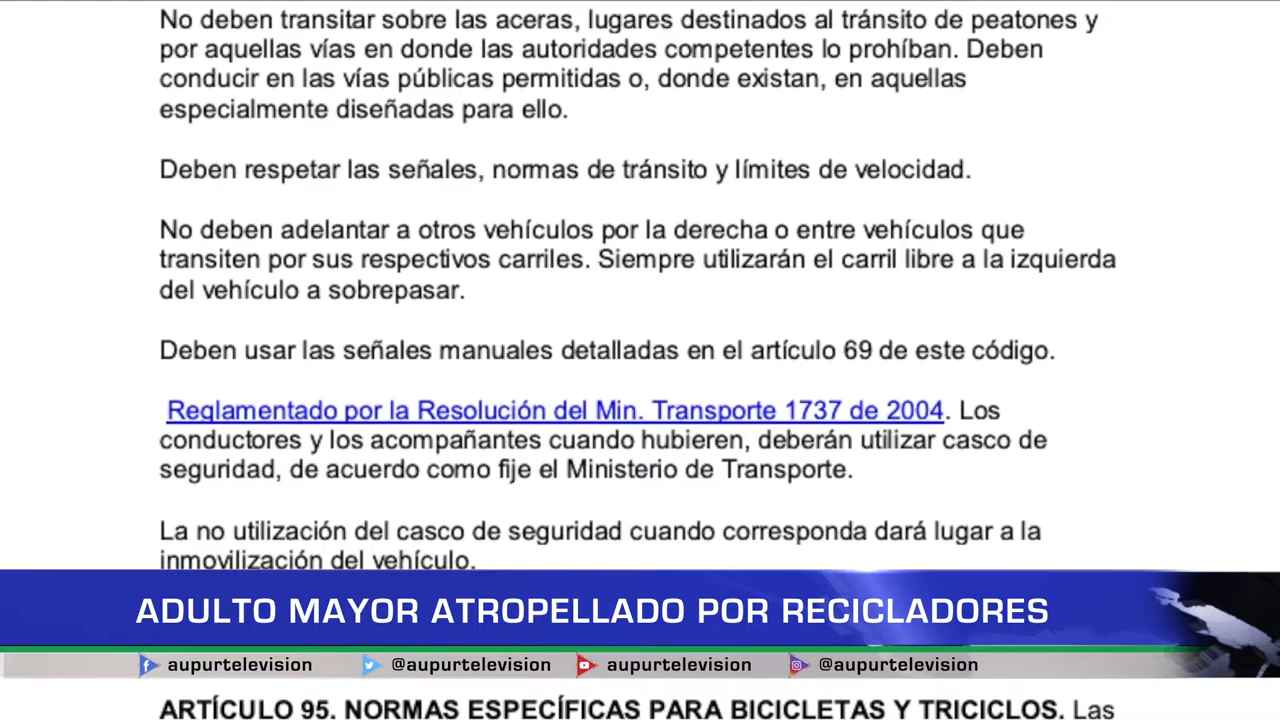 No deben transitar sobre las aceras, lugares destinados al tránsito de peatones y
por aquellas vías en donde las autoridades competentes lo prohíban. Deben
conducir en las vías públicas permitidas o, donde existan, en aquellas
especialmente diseñadas para ello.
Deben respetar las señales, normas de tránsito y límites de velocidad.
No deben adelantar a otros vehículos por la derecha o entre vehículos que
transiten por sus respectivos carriles. Siempre utilizarán el carril libre a la izquierda
del vehículo a sobrepasar.
Deben usar las señales manuales detalladas en el artículo 69 de este código.
Reglamentado por la Resolución del Min. Transporte 1737 de 2004. Los
conductores y los acompañantes cuando hubieren, deberán utilizar casco de
seguridad, de acuerdo como fije el Ministerio de Transporte.
La no utilización del casco de seguridad cuando corresponda dará lugar a la
inmovilización del vehículo.
ADULTO MAYOR ATROPELLADO POR RECICLADORES
aupurtelevision @aupurtelevision aupurtelevision @aupurtelevision
ARTÍCULO 95. NORMAS ESPECÍFICAS PARA BICICLETAS Y TRICICLOS. Las